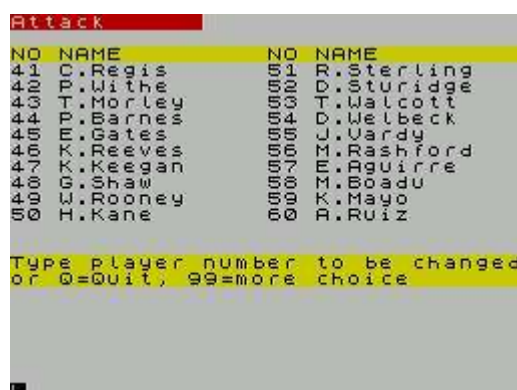 Attack
NO NAME NO NAME
41 C.Regis 51 R.Sterling
42 P.Withe 52 D.Sturidge
43 T.Morley 53 T.Walcott
44 P.Barnes 54 D.Welbeck
45 E.Gates 55 J.Vardy
46 K.Reeves 56 M.Rashford
47 K.Keegan 57 E.Aguirre
48 G.Shaw 58 M.Boadu
49 W.Rooney 59 K.Mayo
50 H.Kane 60 A.Ruiz
Type player number to be changed
or Q=Quit, 99=more choice
L